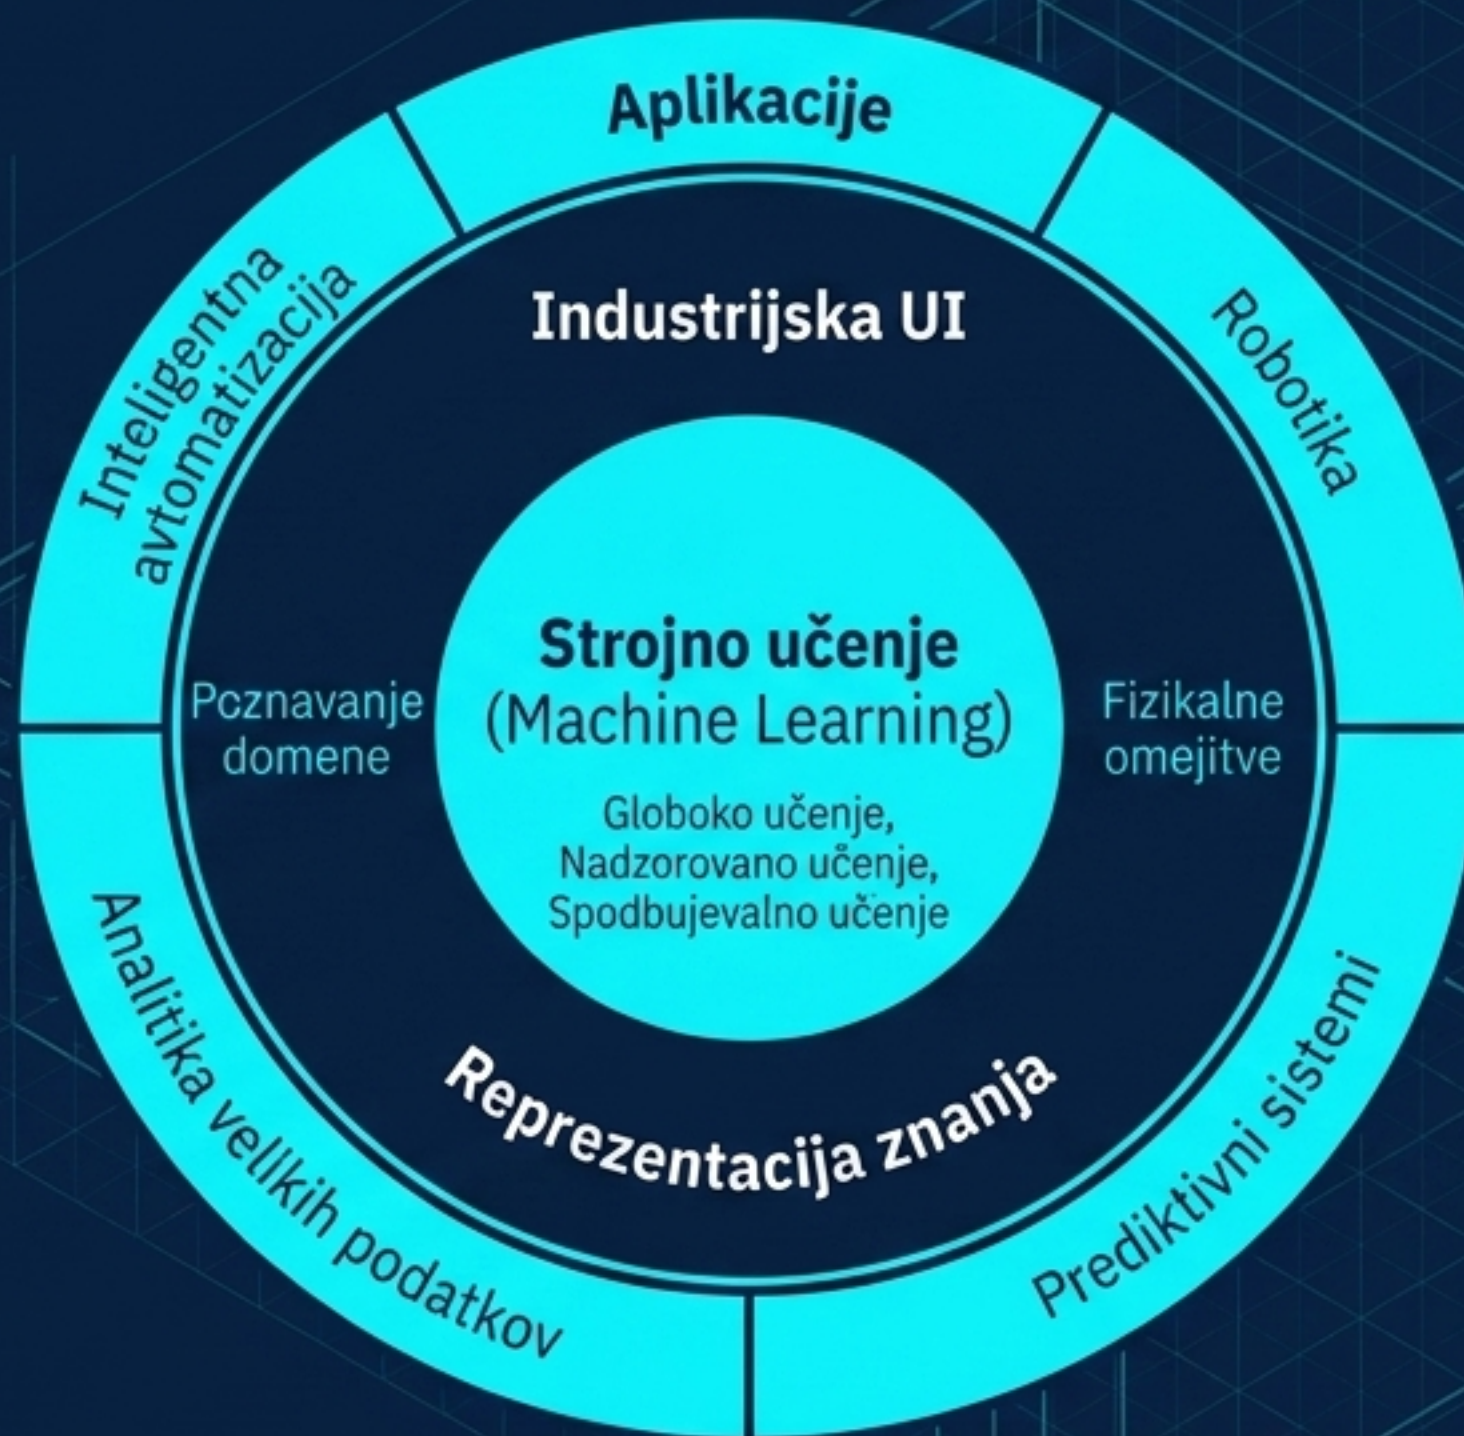 Aplikacije
Inteligentna
avtomatizacija
Robotika
Industrijska UI
Poznavanje
domene
Strojno učenje
(Machine Learning)
Globoko učenje,
Nadzorovano učenje,
Spodbujevalno učenje
Fizikalne
omejitve
Reprezentacija znanja
Analitika velikih podatkov
Prediktivni sistemi